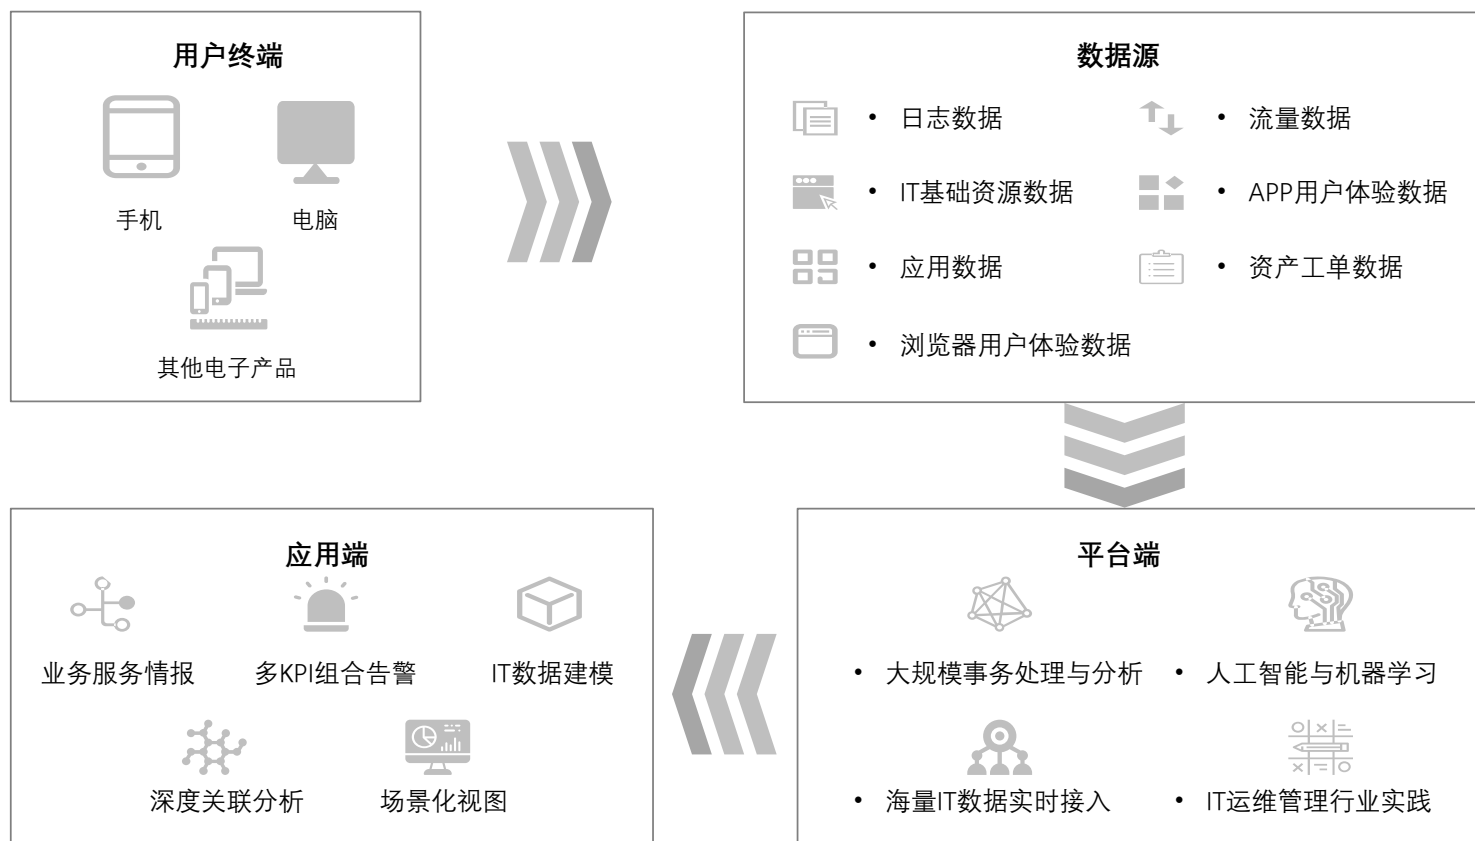 用户终端
手机
电脑
其他电子产品
数据源
• 日志数据
• 流量数据
• IT基础资源数据
• APP用户体验数据
• 应用数据
• 资产工单数据
• 浏览器用户体验数据
应用端
业务服务情报
多KPI组合告警
IT数据建模
深度关联分析
场景化视图
平台端
• 大规模事务处理与分析
• 人工智能与机器学习
• 海量IT数据实时接入
• IT运维管理行业实践